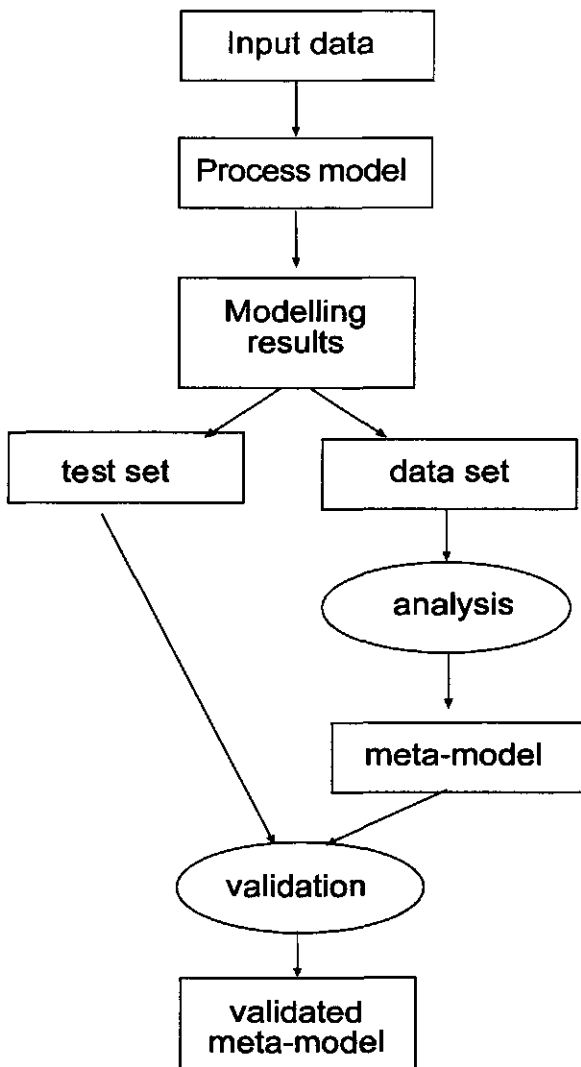 Input data
Process model
Modelling
results
test set
data set
analysis
meta-model
validation
validated
meta-model